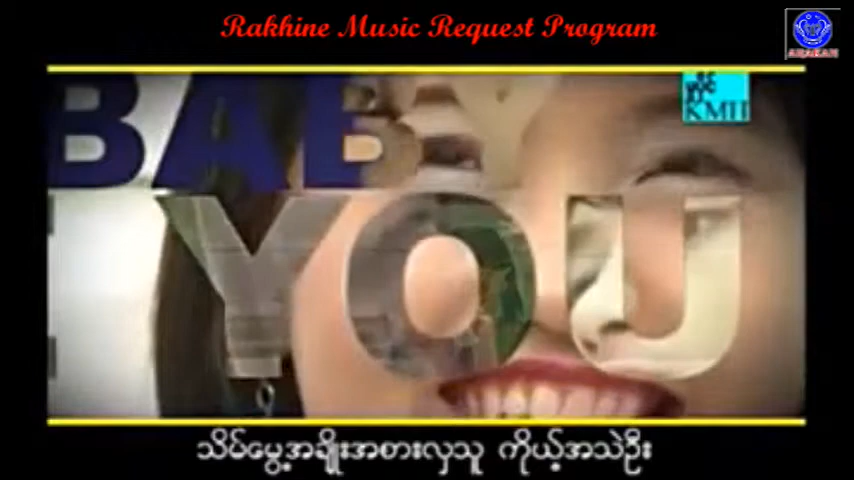 Rakhine Music Request Program
ARAKAN
KMH
BAB
YOU
သိမ်မွေ့အချိုးအစားလှသူ ကိုယ့်အသဲဦး